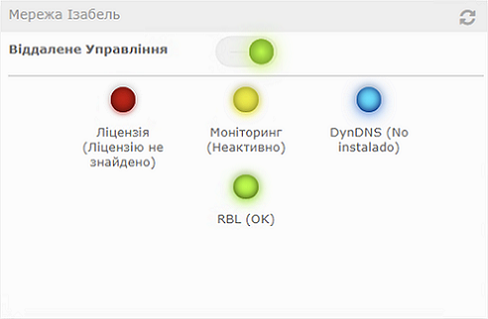 Мережа Ізабель
Віддалене Управління
Ліцензія
(Ліцензію не
знайдено)
Моніторинг
(Неактивно)
DynDNS (No
instalado)
RBL (OK)